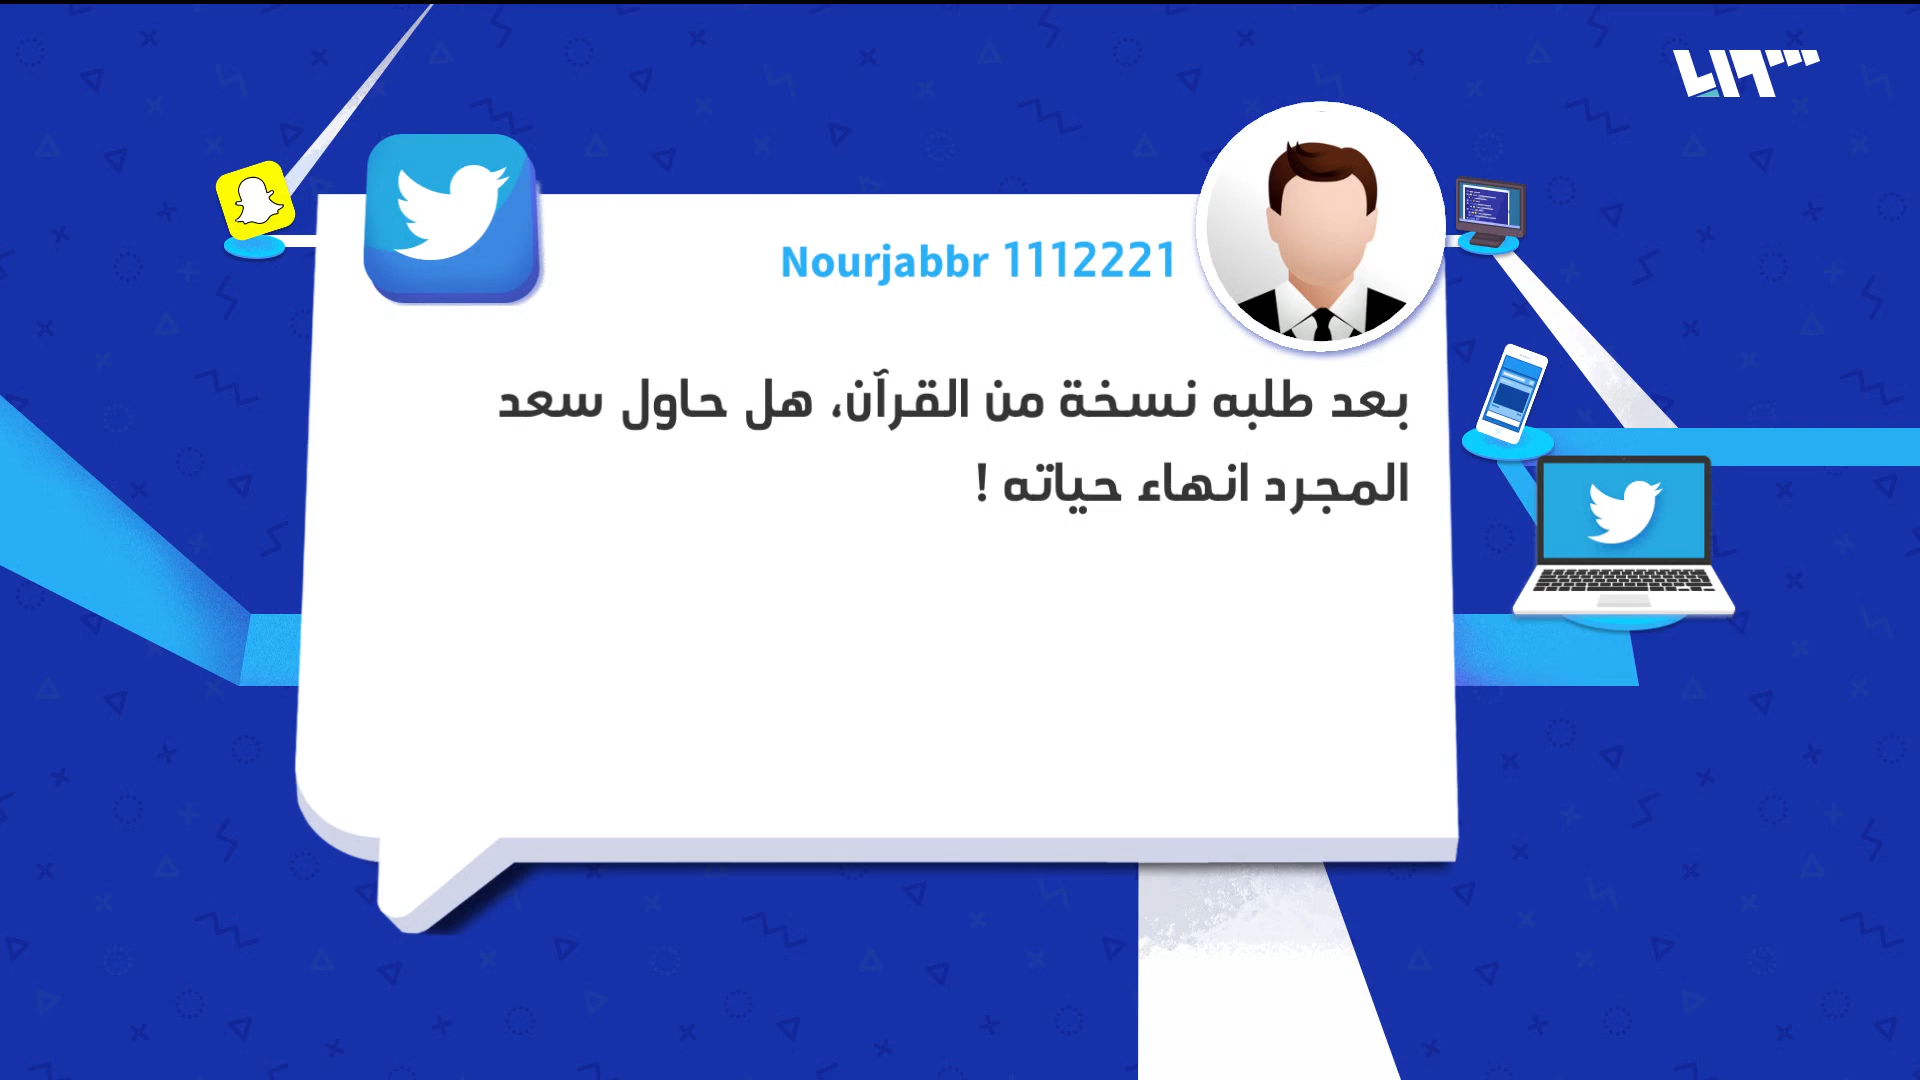 Nourjabbr 1112221
بعد طلبه نسخة من القرآن، هل حاول سعد
المجرد انهاء حياته !